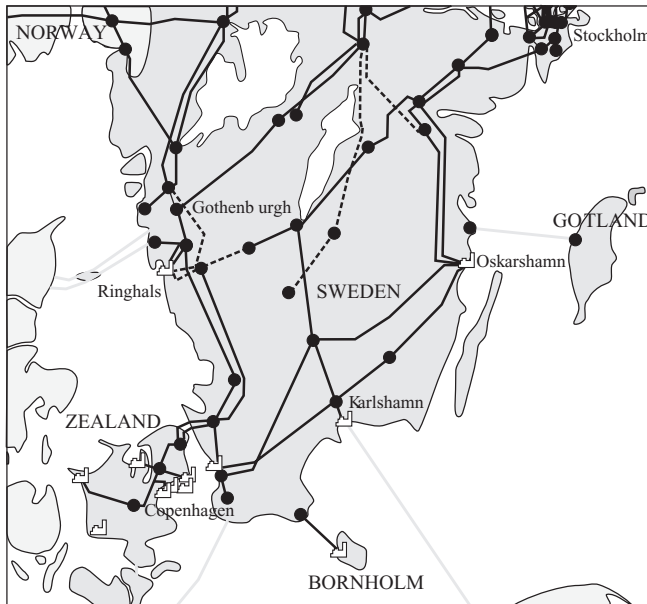 NORWAY
Stockholm
Gothenb urgh
GOTLAND
Oskarshamn
Ringhals
SWEDEN
Karlshamn
ZEALAND
Copenhagen
BORNHOLM